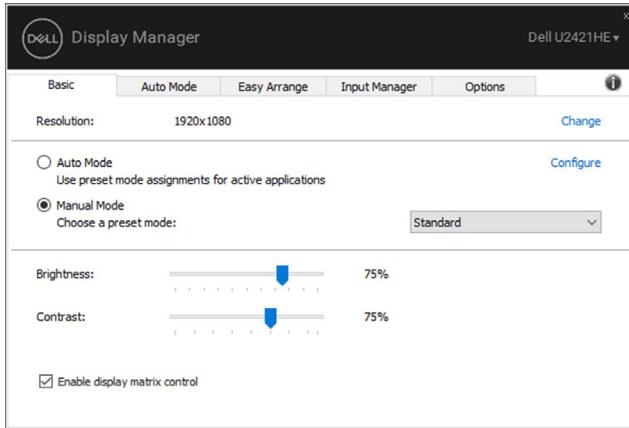 x
DELL Display Manager Dell U2421HE
Basic Auto Mode Easy Arrange Input Manager Options i
Resolution: 1920x1080 Change
Auto Mode Configure
Use preset mode assignments for active applications
Manual Mode
Choose a preset mode: Standard
Brightness: 75%
Contrast: 75%
Enable display matrix control